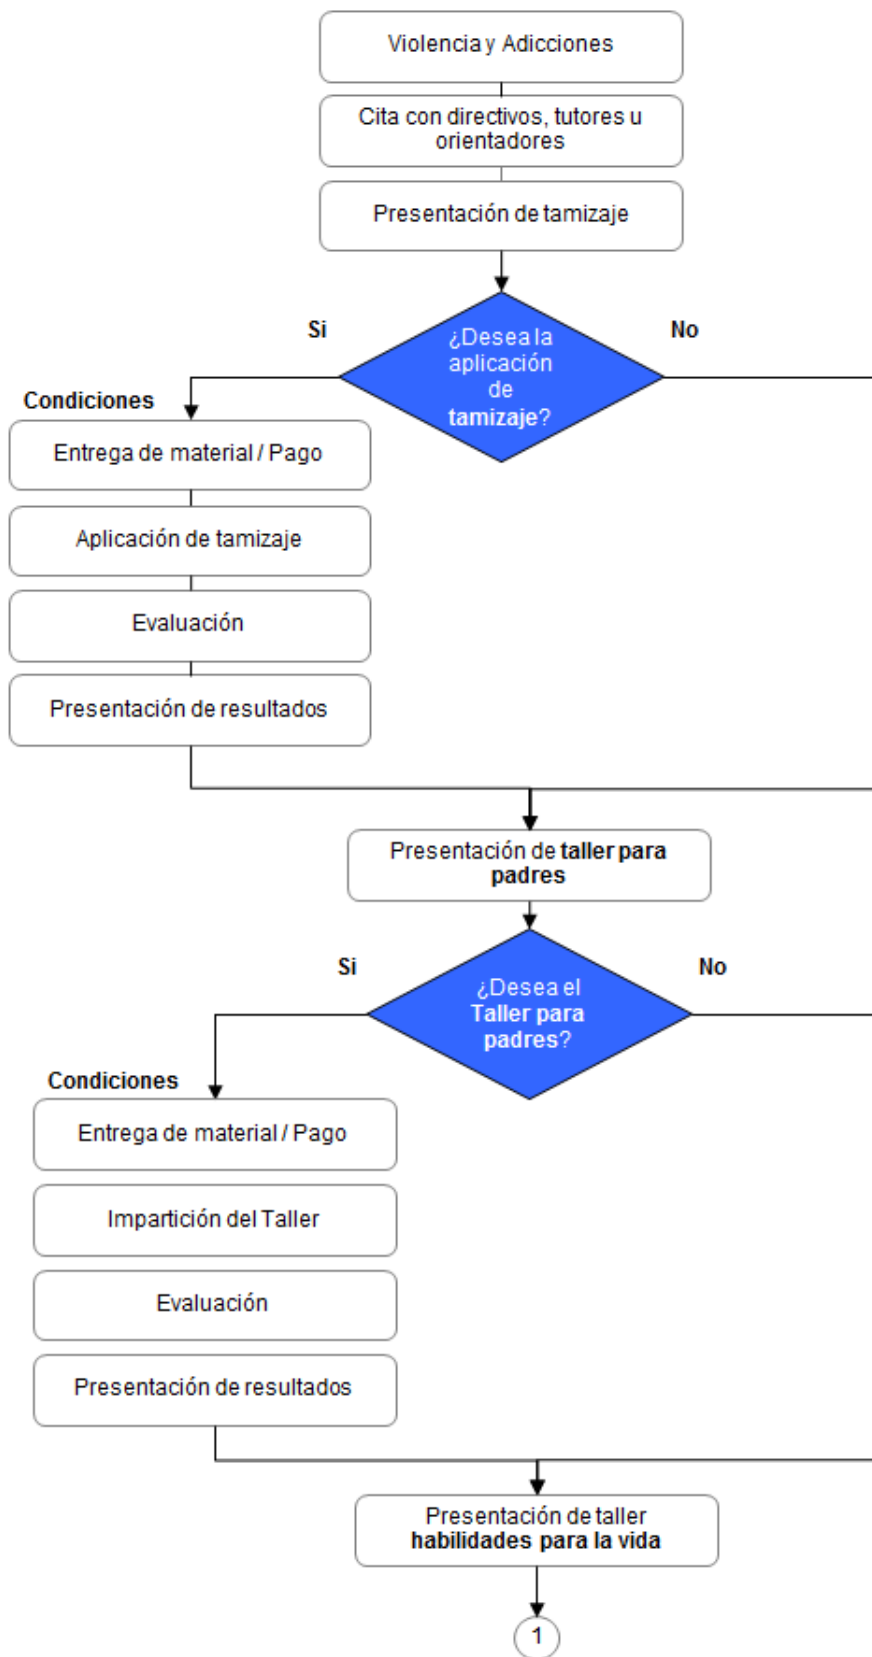 Violencia y Adicciones
Cita con directivos, tutores u
orientadores
Presentación de tamizaje
Si
No
¿Desea la
aplicación
de
tamizaje?
Condiciones
Entrega de material / Pago
Aplicación de tamizaje
Evaluación
Presentación de resultados
Presentación de taller para
padres
Si
No
¿Desea el
Taller para
padres?
Condiciones
Entrega de material / Pago
Impartición del Taller
Evaluación
Presentación de resultados
Presentación de taller
habilidades para la vida
1